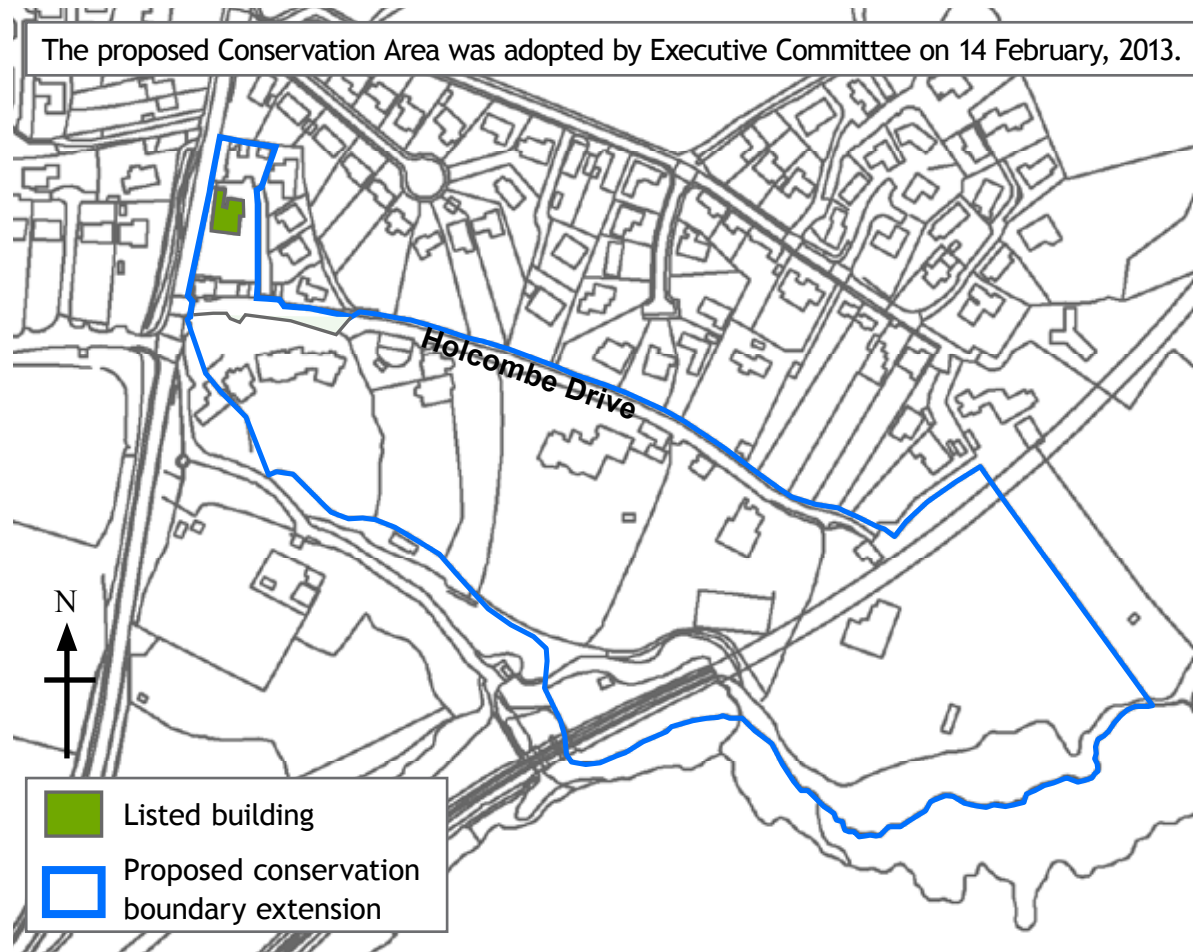 The proposed Conservation Area was adopted by Executive Committee on 14 February, 2013.
Holcombe Drive
N
Listed building
Proposed conservation
boundary extension